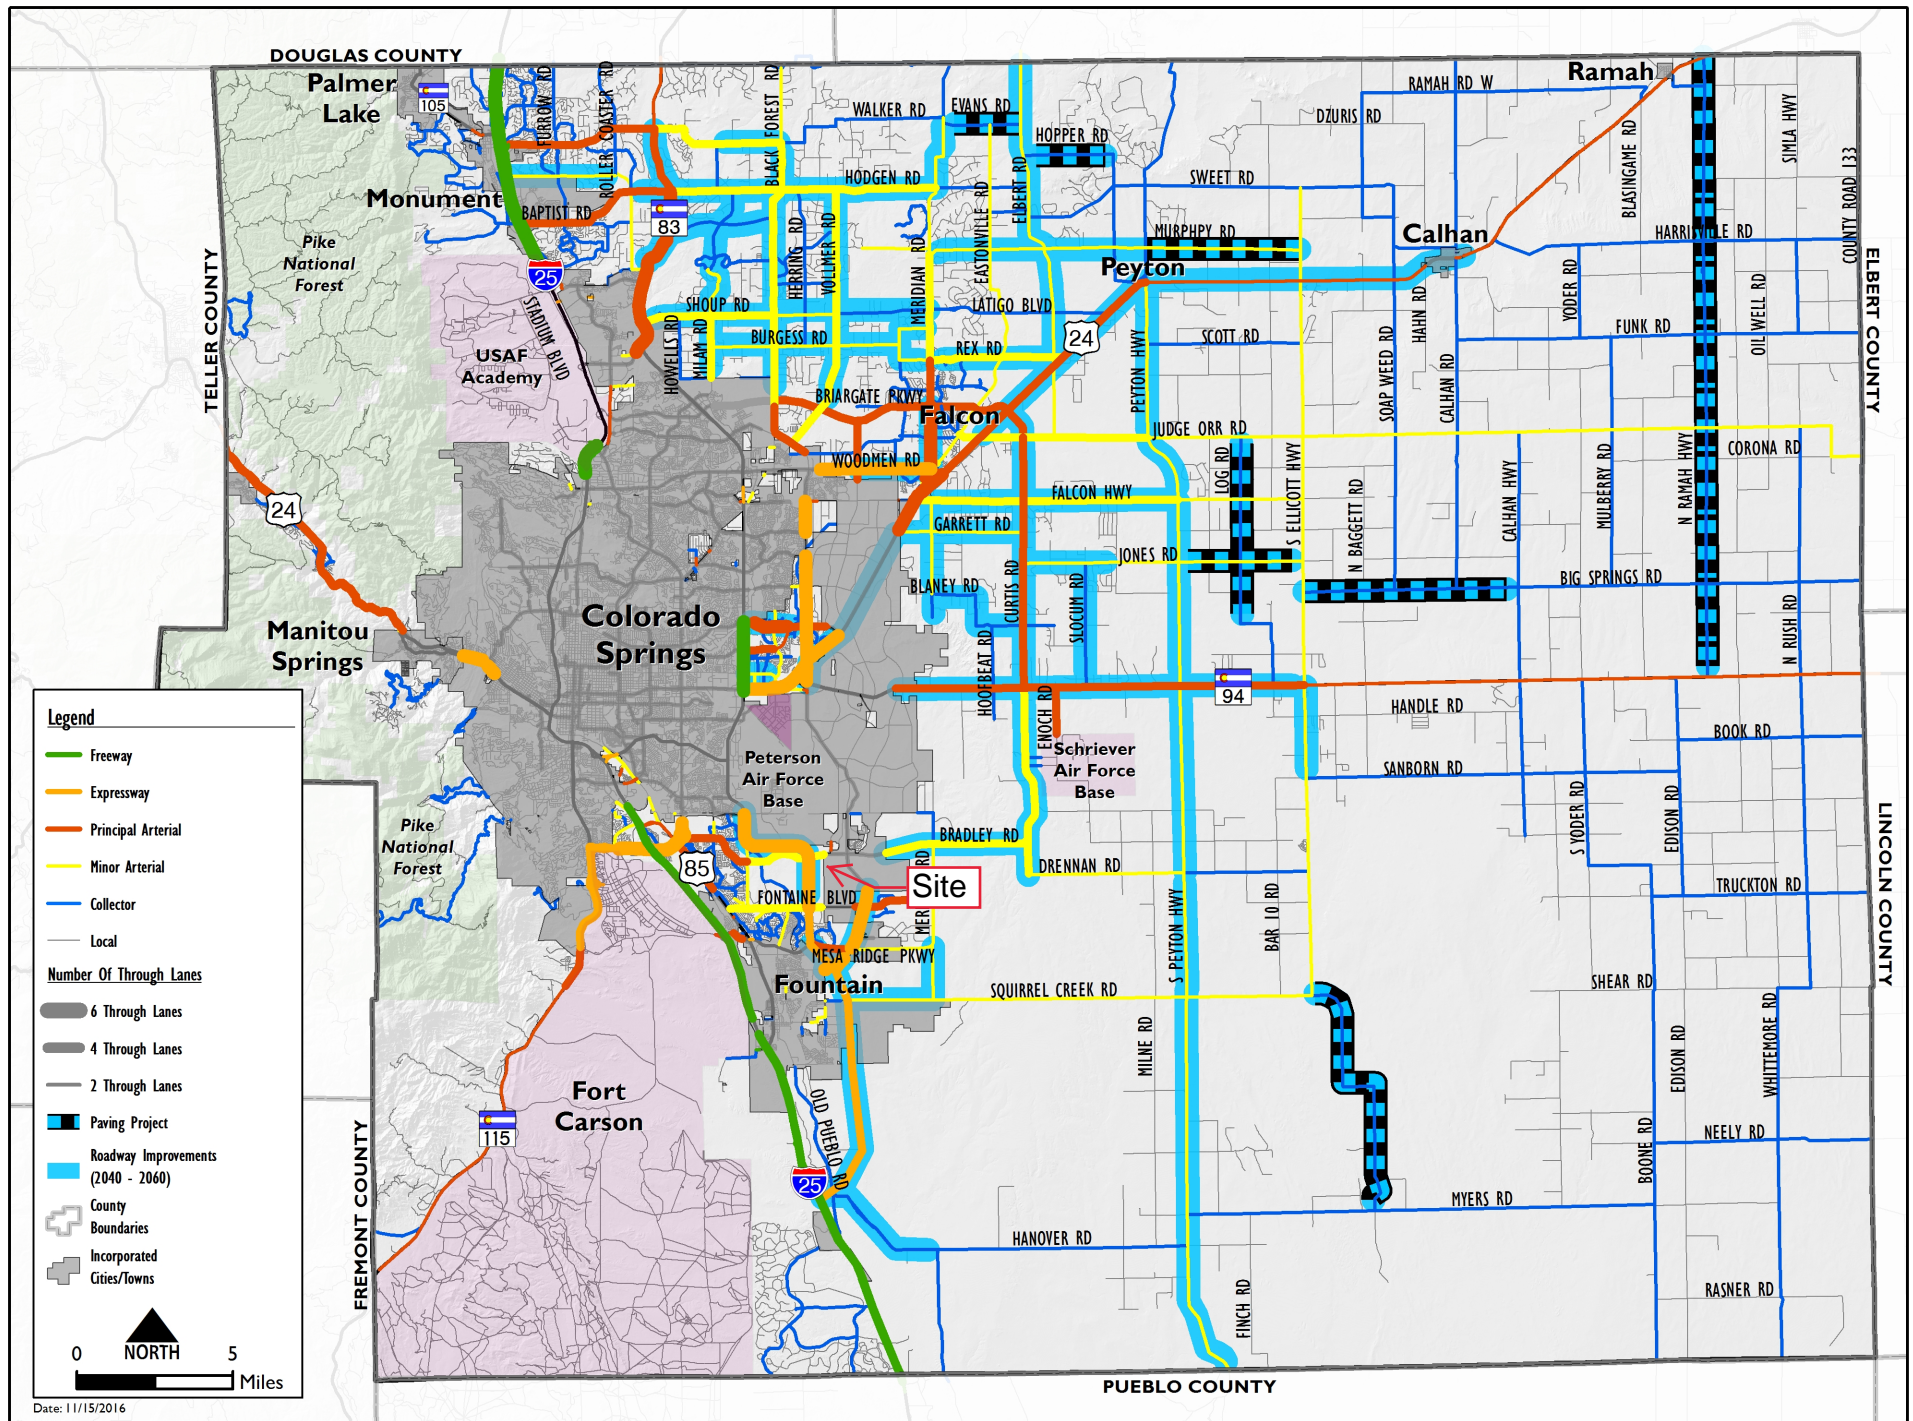 DOUGLAS COUNTY
Palmer
Lake
105
FURROW RD
ROLLER COASTER RD
BLACK FOREST RD
WALKER RD
EVANS RD
HOPPER RD
ELBERT RD
DZURIS RD
RAMAH RD W
Ramah
BLASINGAME RD
SIMLA HWY
COUNTY ROAD 133
Monument
BAPTIST RD
83
HODGEN RD
EASTONVILLE RD
SWEET RD
MURPHPY RD
Peyton
Calhan
HARRISVILLE RD
ELBERT COUNTY
Pike
National
Forest
TELLER COUNTY
25
STADIUM BLVD
USAF
Academy
HERRING RD
VOLLMER RD
MERIDIAN RD
SHOUP RD
LATIGO BLVD
HOWELLS RD
MILAM RD
BURGESS RD
REX RD
24
PEYTON HWY
SCOTT RD
SOAP WEED RD
HAHN RD
CALHAN RD
YODER RD
FUNK RD
OIL WELL RD
BRIARGATE PKWY
Falcon
JUDGE ORR RD
WOODMEN RD
LOG RD
S ELLICOTT HWY
N BAGGETT RD
CALHAN HWY
MULBERRY RD
N RAMAH HWY
CORONA RD
24
FALCON HWY
GARRETT RD
JONES RD
BLANEY RD
CURTIS RD
SLOCUM RD
HOOFBEAT RD
BIG SPRINGS RD
N RUSH RD
Colorado
Springs
Manitou
Springs
94
HANDLE RD
BOOK RD
ENOCH RD
Schriever
Air Force
Base
Peterson
Air Force
Base
SANBORN RD
S YODER RD
EDISON RD
TRUCKTON RD
LINCOLN COUNTY
Pike
National
Forest
85
BRADLEY RD
DRENNAN RD
Site
FONTAINE BLVD
MESA RIDGE PKWY
Fountain
SQUIRREL CREEK RD
S PEYTON HWY
BAR 10 RD
SHEAR RD
EDISON RD
WHITTEMORE RD
MILNE RD
Fort
Carson
115
OLD PUEBLO RD
25
BOONE RD
NEELY RD
MYERS RD
HANOVER RD
FINCH RD
RASNER RD
FREMONT COUNTY
PUEBLO COUNTY
Legend
Freeway
Expressway
Principal Arterial
Minor Arterial
Collector
Local
Number Of Through Lanes
6 Through Lanes
4 Through Lanes
2 Through Lanes
Paving Project
Roadway Improvements
(2040 - 2060)
County
Boundaries
Incorporated
Cities/Towns
NORTH
0 5
Miles
Date: 11/15/2016